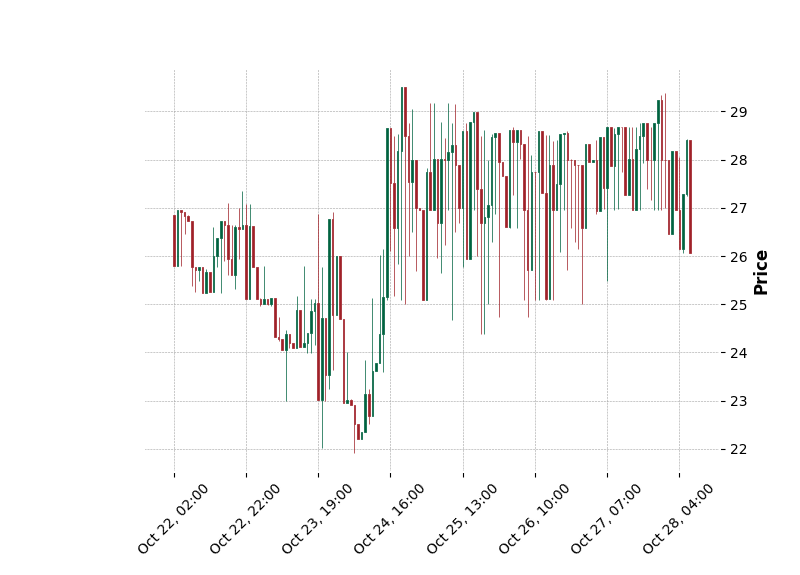 29
28
27
26
25
24
23
22
Price
Oct 22, 02:00
Oct 22, 22:00
Oct 23, 19:00
Oct 24, 16:00
Oct 25, 13:00
Oct 26, 10:00
Oct 27, 07:00
Oct 28, 04:00